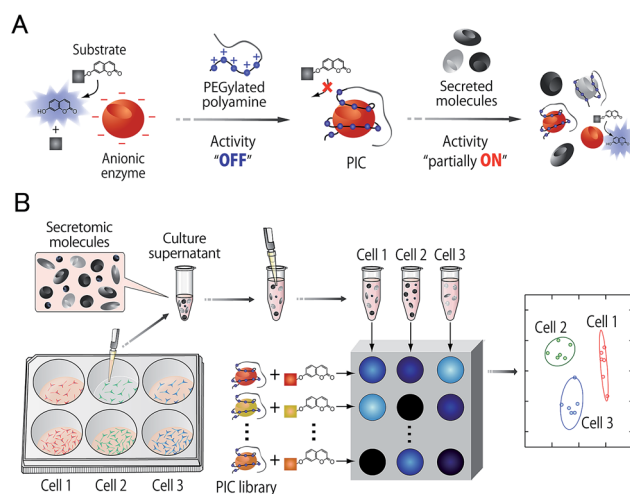 A
Substrate
O
O
O
HO
O
O
+
Anionic
enzyme
PEGylated
polyamine
Activity
"OFF"
PIC
Secreted
molecules
Activity
"partially ON"
B
Secretomic
molecules
Culture
supernatant
Cell 1 Cell 2 Cell 3
Cell 1 Cell 2 Cell 3
PIC library
+
+
+
Cell 2
Cell 1
Cell 3